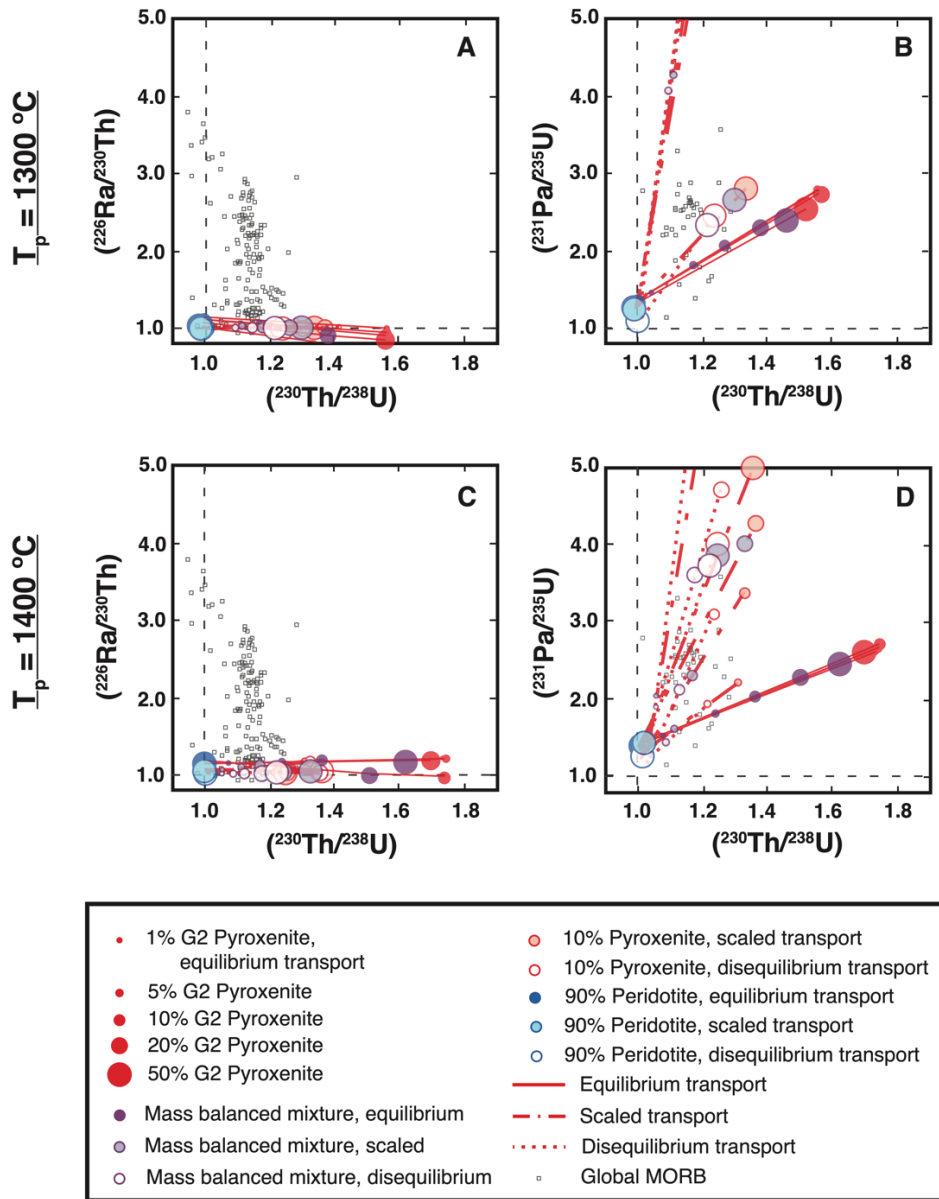 T_p = 1300 ºC
5.0
4.0
3.0
2.0
1.0
(226Ra/230Th)
A
1.0 1.2 1.4 1.6 1.8
(230Th/238U)
5.0
4.0
3.0
2.0
1.0
(231Pa/235U)
B
1.0 1.2 1.4 1.6 1.8
(230Th/238U)
T_p = 1400 ºC
5.0
4.0
3.0
2.0
1.0
(226Ra/230Th)
C
1.0 1.2 1.4 1.6 1.8
(230Th/238U)
5.0
4.0
3.0
2.0
1.0
(231Pa/235U)
D
1.0 1.2 1.4 1.6 1.8
(230Th/238U)
1% G2 Pyroxenite,
equilibrium transport
5% G2 Pyroxenite
10% G2 Pyroxenite
20% G2 Pyroxenite
50% G2 Pyroxenite
Mass balanced mixture, equilibrium
Mass balanced mixture, scaled
Mass balanced mixture, disequilibrium
10% Pyroxenite, scaled transport
10% Pyroxenite, disequilibrium transport
90% Peridotite, equilibrium transport
90% Peridotite, scaled transport
90% Peridotite, disequilibrium transport
Equilibrium transport
Scaled transport
Disequilibrium transport
Global MORB